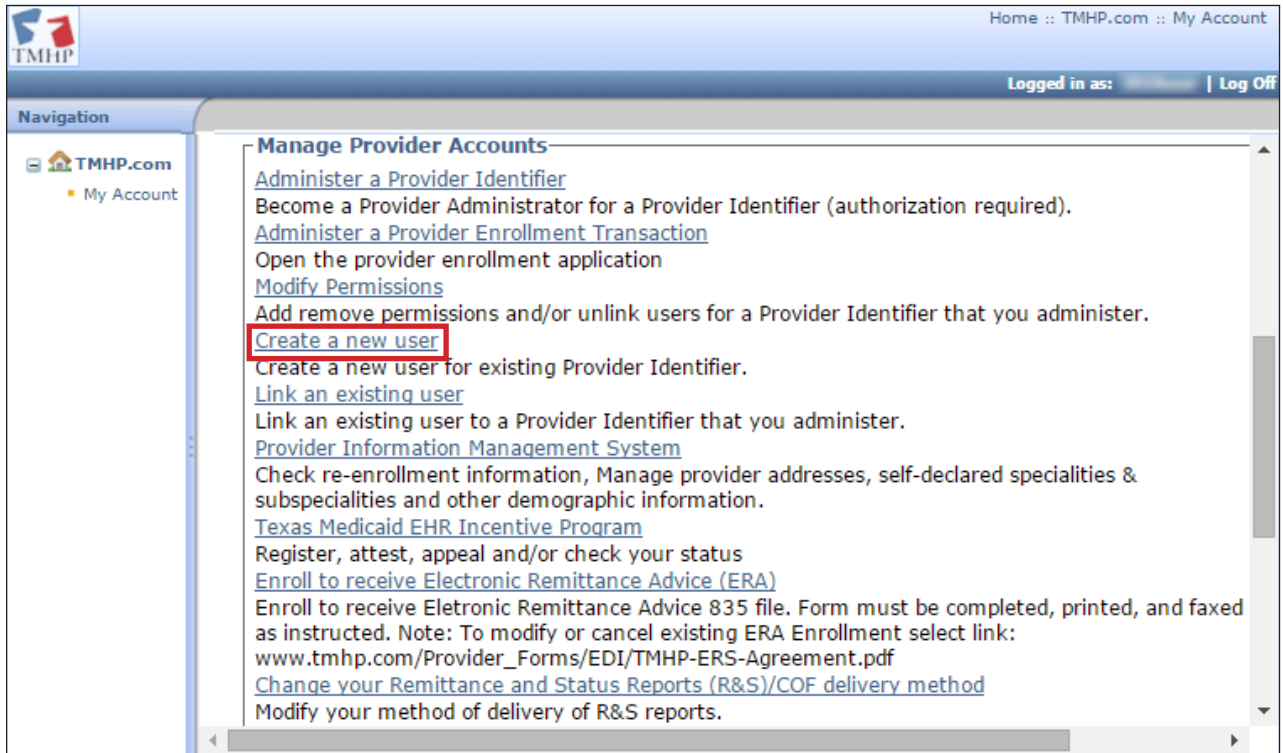 TMHP
Home :: TMHP.com :: My Account
Logged in as: | Log Off
Navigation
TMHP.com
My Account
Manage Provider Accounts
Administer a Provider Identifier
Become a Provider Administrator for a Provider Identifier (authorization required).
Administer a Provider Enrollment Transaction
Open the provider enrollment application
Modify Permissions
Add remove permissions and/or unlink users for a Provider Identifier that you administer.
Create a new user
Create a new user for existing Provider Identifier.
Link an existing user
Link an existing user to a Provider Identifier that you administer.
Provider Information Management System
Check re-enrollment information, Manage provider addresses, self-declared specialities &
subspecialities and other demographic information.
Texas Medicaid EHR Incentive Program
Register, attest, appeal and/or check your status
Enroll to receive Electronic Remittance Advice (ERA)
Enroll to receive Eletronic Remittance Advice 835 file. Form must be completed, printed, and faxed
as instructed. Note: To modify or cancel existing ERA Enrollment select link:
www.tmhp.com/Provider_Forms/EDI/TMHP-ERS-Agreement.pdf
Change your Remittance and Status Reports (R&S)/COF delivery method
Modify your method of delivery of R&S reports.